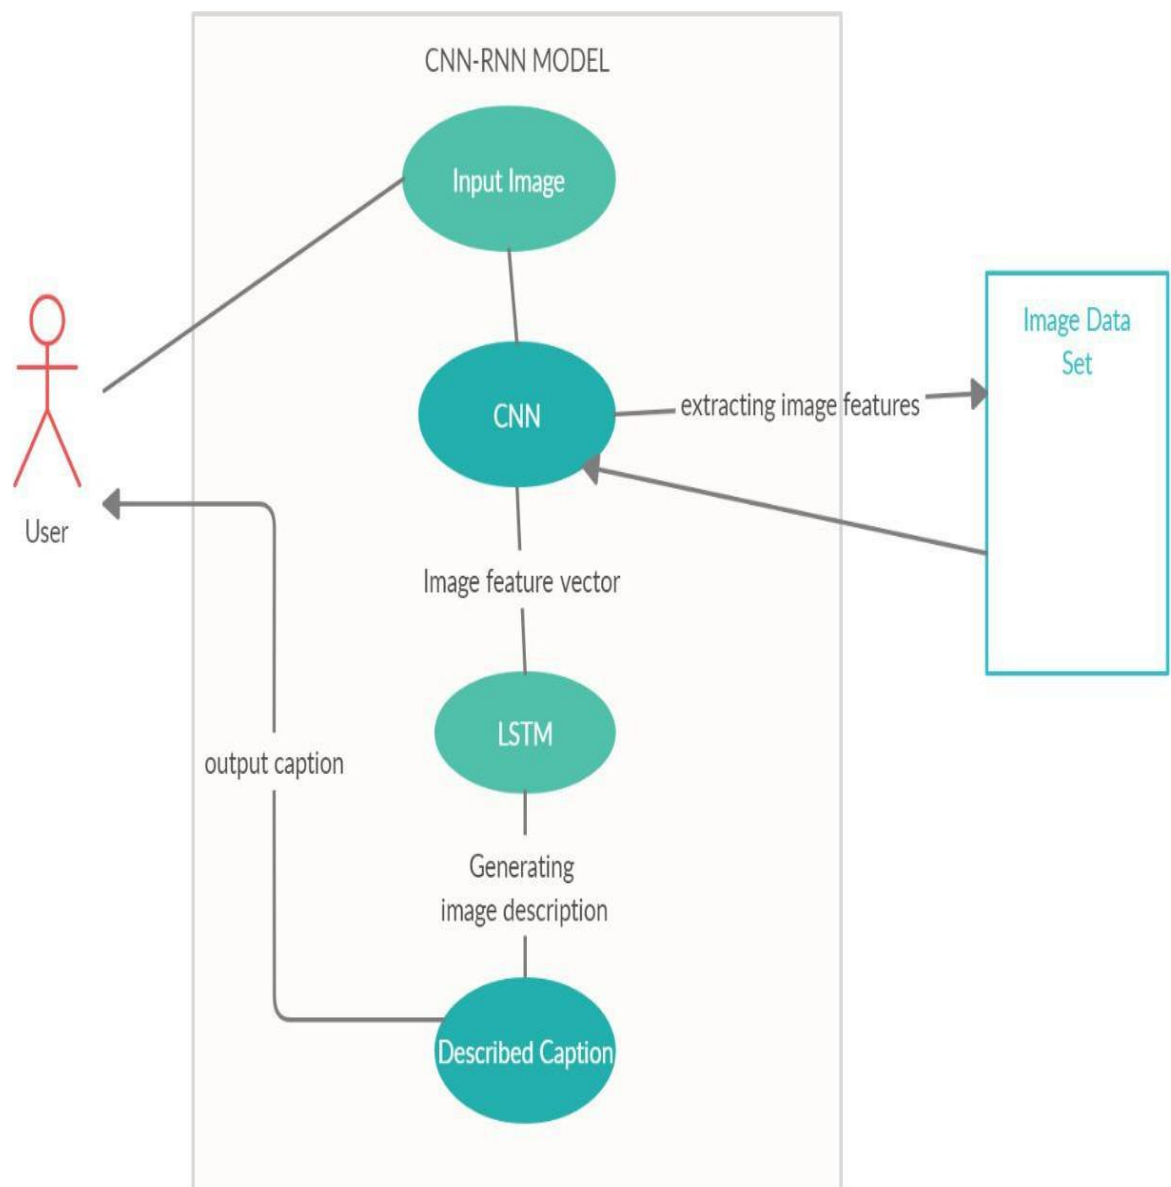 CNN-RNN MODEL
Input Image
Image Data
Set
CNN
extracting image features
User
Image feature vector
LSTM
output caption
Generating
image description
Described Caption